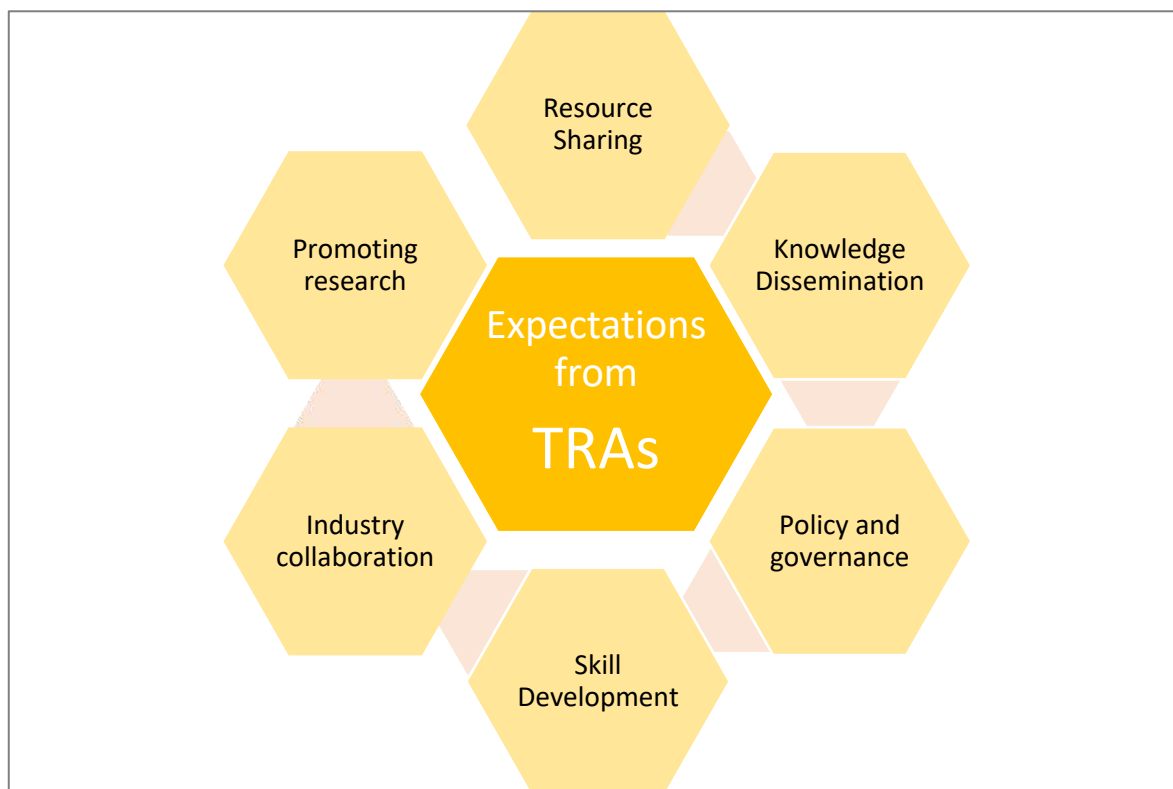 Resource
Sharing
Promoting
research
Knowledge
Dissemination
Expectations
from
TRAs
Industry
collaboration
Policy and
governance
Skill
Development